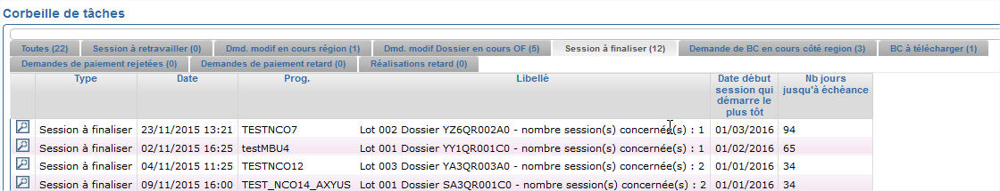 Corbeille de tâches
Toutes (22) Session à retravailler (0) Dmd. modif en cours région (1) Dmd. modif Dossier en cours OF (5) Session à finaliser (12) Demande de BC en cours côté region (3) BC à télécharger (1)
Demandes de paiement rejetées (0) Demandes de paiement retard (0) Réalisations retard (0)
Type Date Prog. Libellé Date début session qui démarre le plus tôt Nb jours jusqu'à échéance
Session à finaliser 23/11/2015 13:21 TESTNCO7 Lot 002 Dossier YZ6QR002A0 - nombre session(s) concernée(s) : 1 01/03/2016 94
Session à finaliser 02/11/2015 16:25 testMBU4 Lot 001 Dossier YY1QR001C0 - nombre session(s) concernée(s) : 1 01/02/2016 65
Session à finaliser 04/11/2015 11:25 TESTNCO12 Lot 003 Dossier YA3QR003A0 - nombre session(s) concernée(s) : 2 01/01/2016 34
Session à finaliser 09/11/2015 16:00 TEST_NCO14_AXYUS Lot 001 Dossier SA3QR001C0 - nombre session(s) concernée(s) : 2 01/01/2016 34